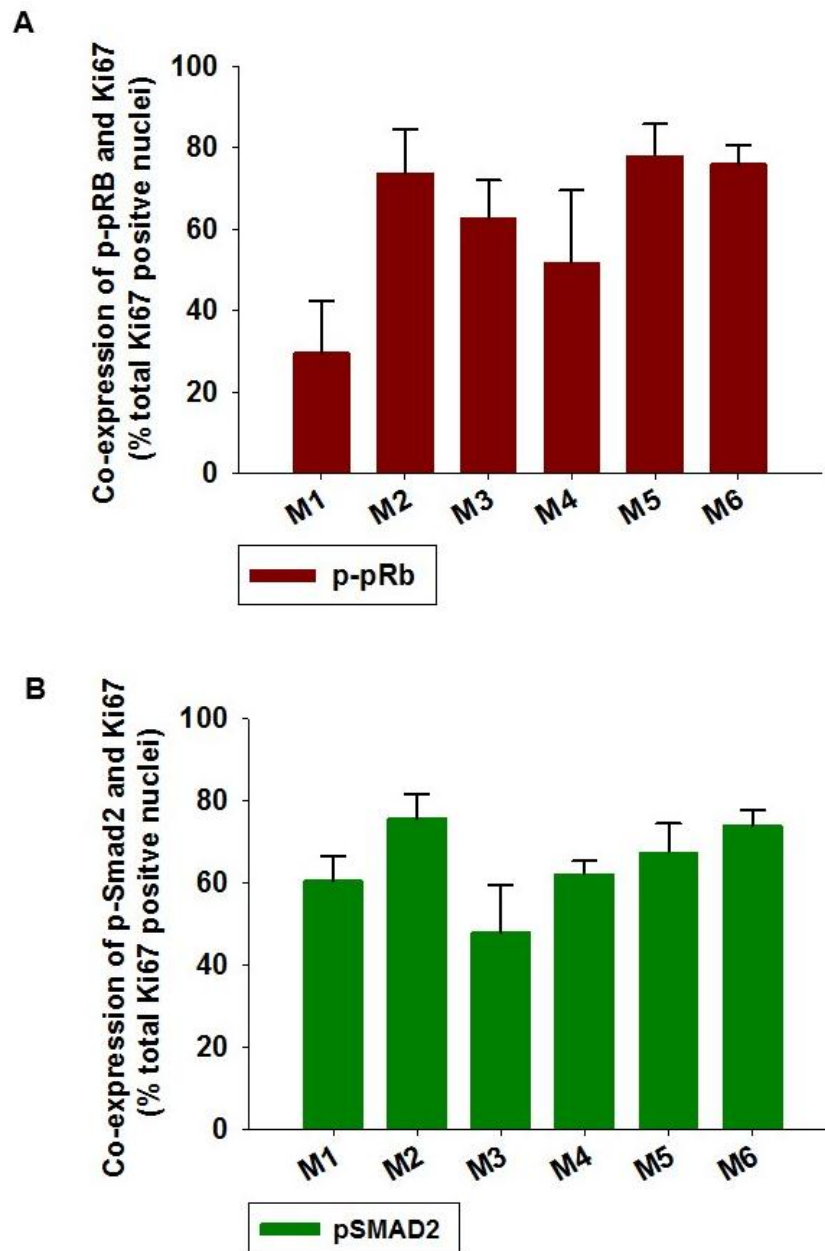 A
Co-expression of p-pRB and Ki67
(% total Ki67 positve nuclei)
100
80
60
40
20
0
M1 M2 M3 M4 M5 M6
p-pRb
B
Co-expression of p-Smad2 and Ki67
(% total Ki67 positve nuclei)
100
80
60
40
20
0
M1 M2 M3 M4 M5 M6
pSMAD2